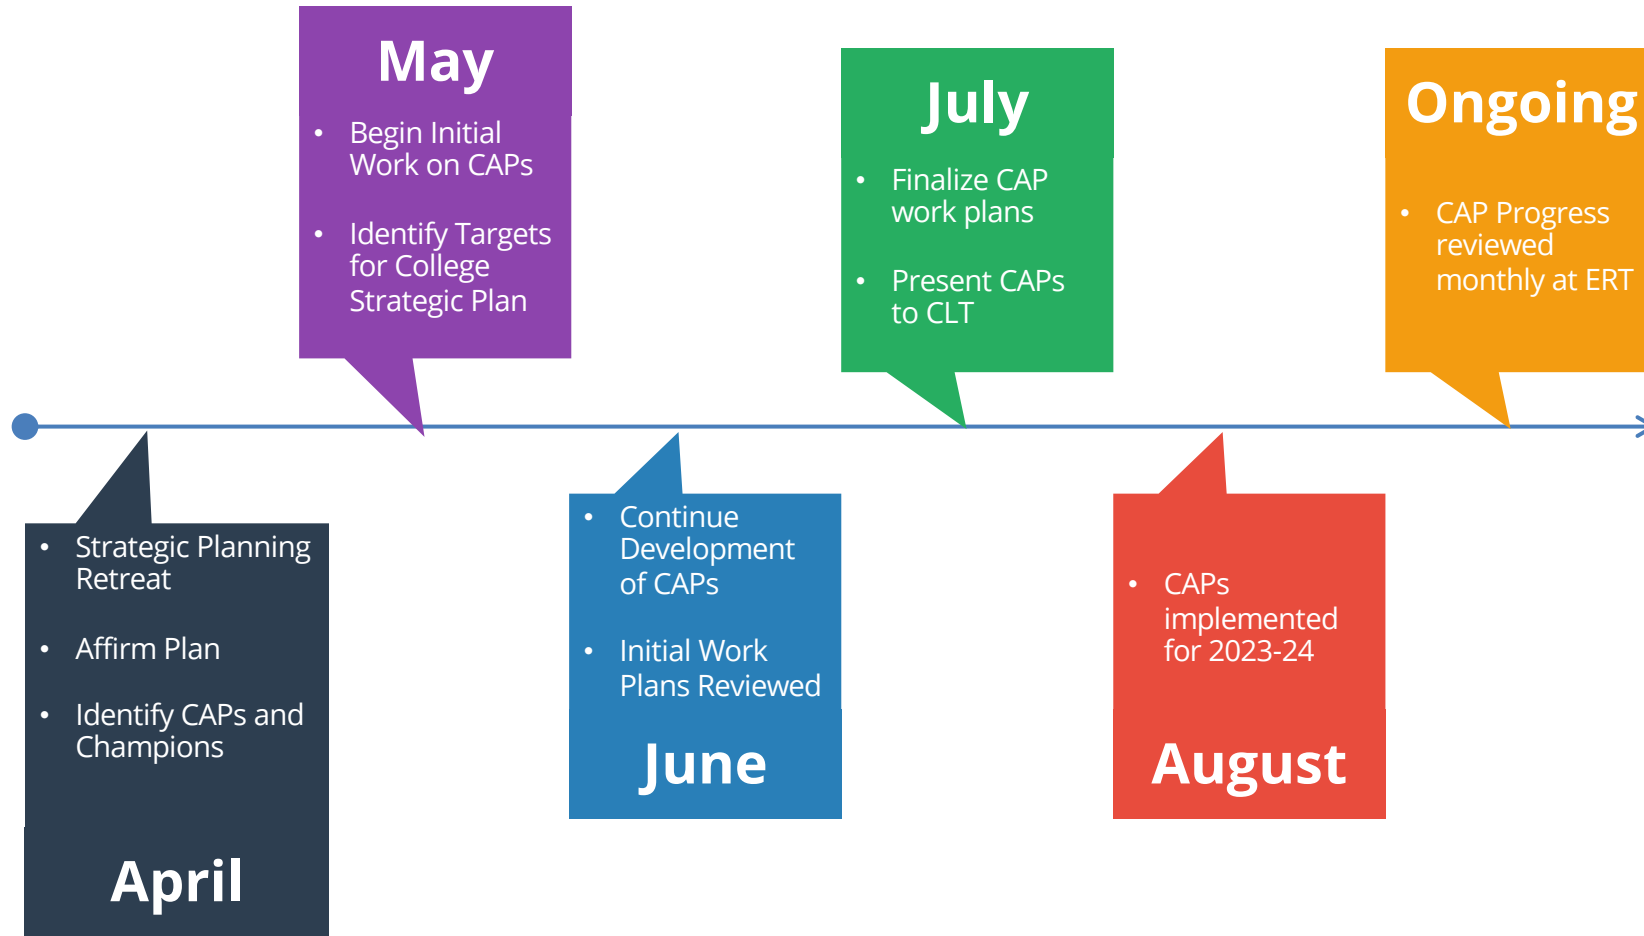 May
• Begin Initial
Work on CAPs
• Identify Targets
for College
Strategic Plan
July
• Finalize CAP
work plans
• Present CAPs
to CLT
Ongoing
• CAP Progress
reviewed
monthly at ERT
• Strategic Planning
Retreat
• Affirm Plan
• Identify CAPs and
Champions
April
• Continue
Development
of CAPs
• Initial Work
Plans Reviewed
June
• CAPs
implemented
for 2023-24
August